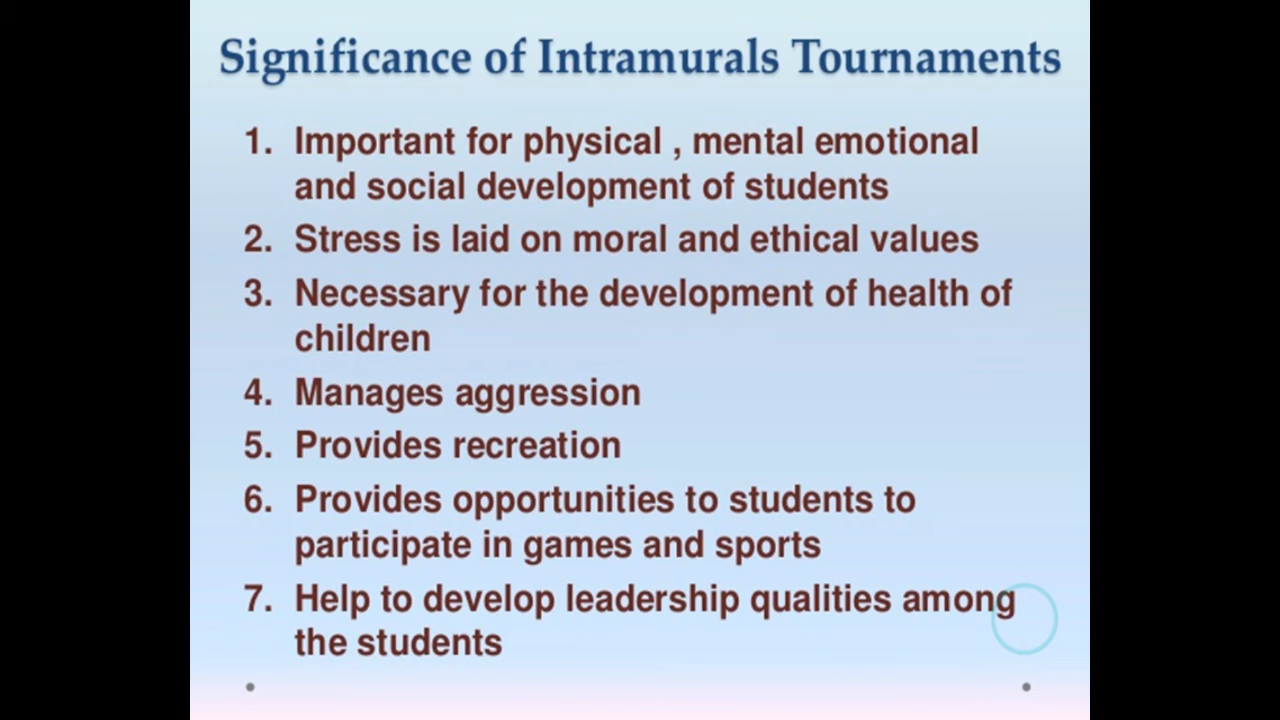 Significance of Intramurals Tournaments
1. Important for physical , mental emotional
and social development of students
2. Stress is laid on moral and ethical values
3. Necessary for the development of health of
children
4. Manages aggression
5. Provides recreation
6. Provides opportunities to students to
participate in games and sports
7. Help to develop leadership qualities among
the students